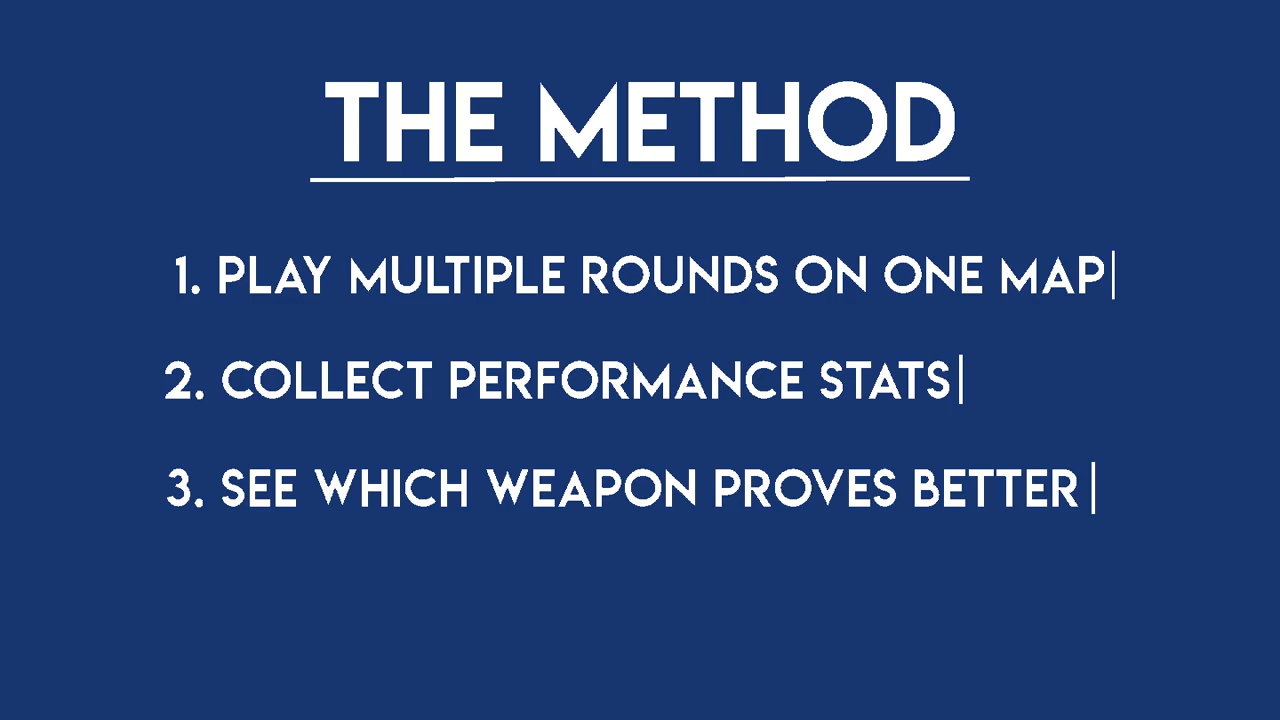 THE METHOD
1. PLAY MULTIPLE ROUNDS ON ONE MAP
2. COLLECT PERFORMANCE STATS
3. SEE WHICH WEAPON PROVES BETTER